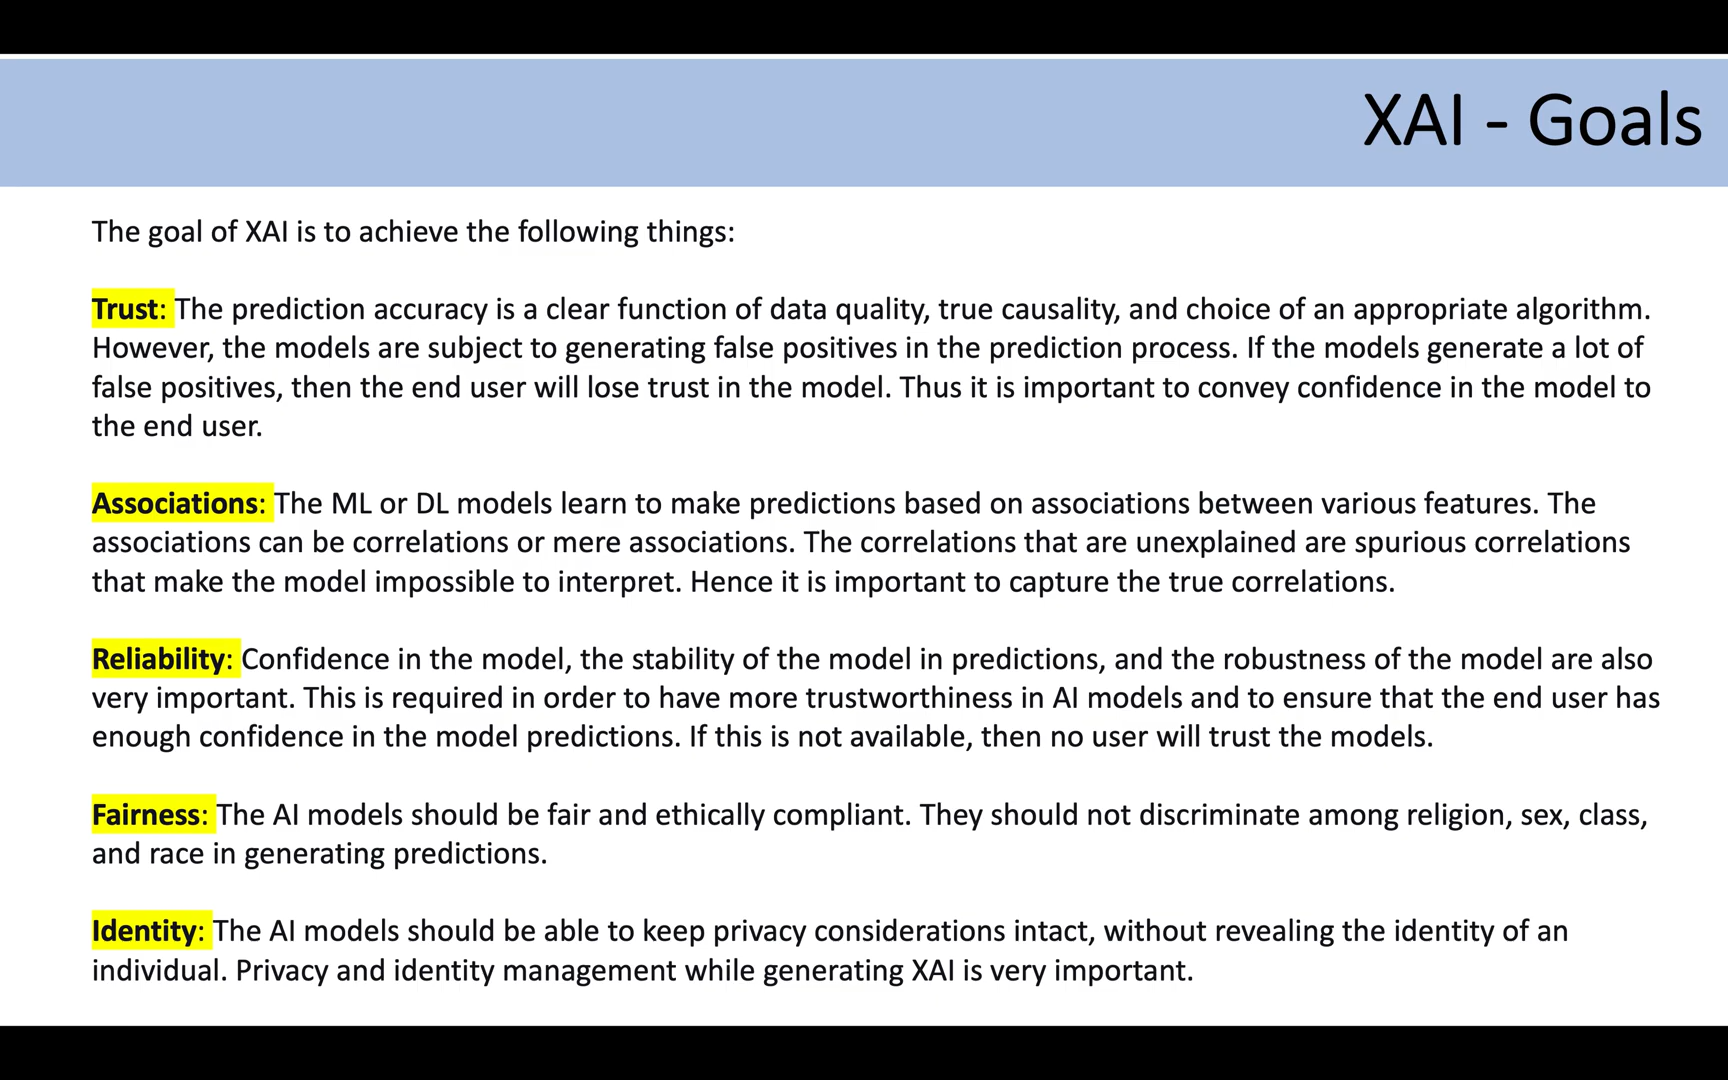 XAI - Goals
The goal of XAI is to achieve the following things:
Trust: The prediction accuracy is a clear function of data quality, true causality, and choice of an appropriate algorithm.
However, the models are subject to generating false positives in the prediction process. If the models generate a lot of
false positives, then the end user will lose trust in the model. Thus it is important to convey confidence in the model to
the end user.
Associations: The ML or DL models learn to make predictions based on associations between various features. The
associations can be correlations or mere associations. The correlations that are unexplained are spurious correlations
that make the model impossible to interpret. Hence it is important to capture the true correlations.
Reliability: Confidence in the model, the stability of the model in predictions, and the robustness of the model are also
very important. This is required in order to have more trustworthiness in AI models and to ensure that the end user has
enough confidence in the model predictions. If this is not available, then no user will trust the models.
Fairness: The AI models should be fair and ethically compliant. They should not discriminate among religion, sex, class,
and race in generating predictions.
Identity: The AI models should be able to keep privacy considerations intact, without revealing the identity of an
individual. Privacy and identity management while generating XAI is very important.